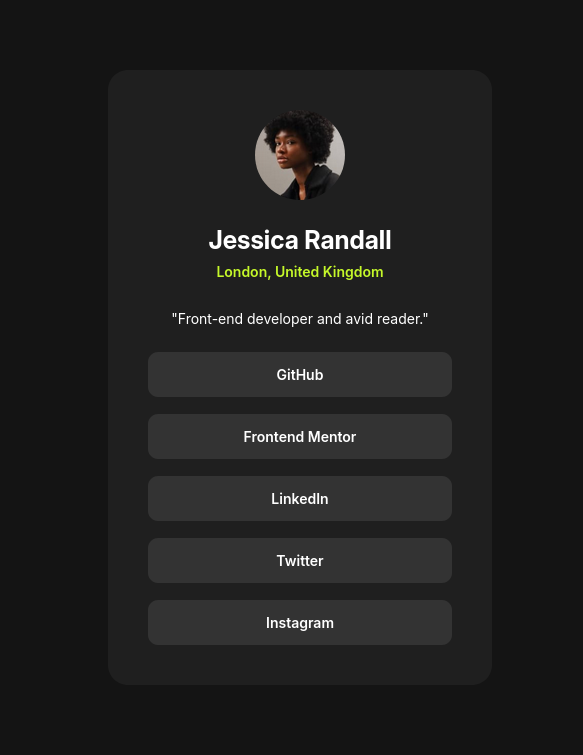 Jessica Randall
London, United Kingdom
"Front-end developer and avid reader."
GitHub
Frontend Mentor
LinkedIn
Twitter
Instagram